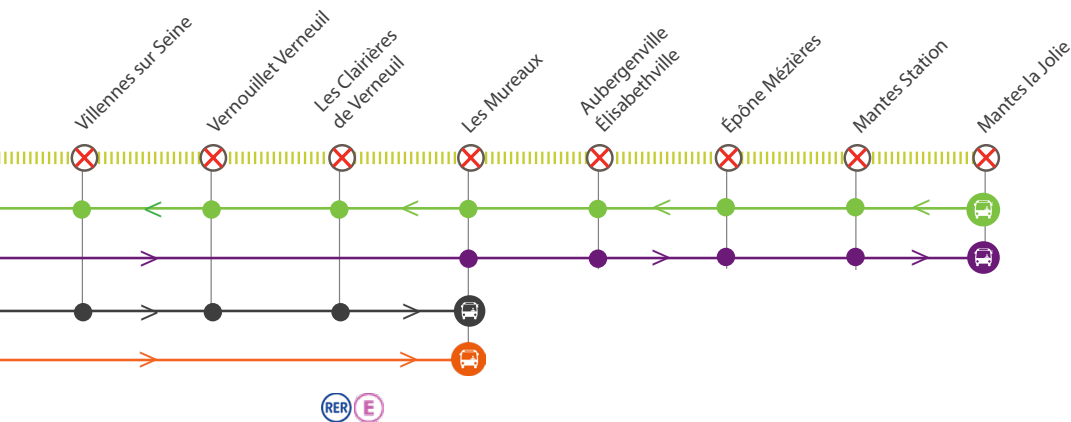 Villennes sur Seine
Vernouillet Verneuil
Les Clairières
de Verneuil
Les Mureaux
Aubergenville
Élisabethville
Épône Mézières
Mantes Station
Mantes la Jolie
RER E